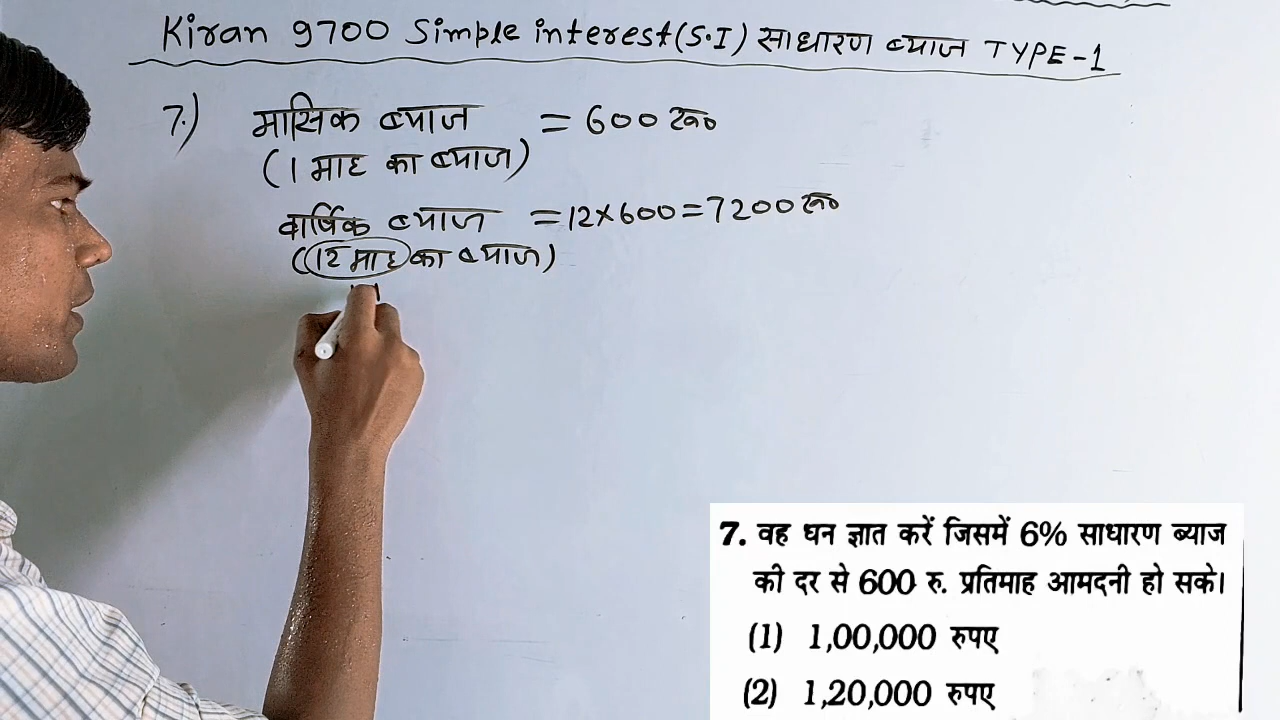 Kiran 9700 Simple interest(S.I) साधारण ब्याज TYPE-1
7.) मासिक ब्याज = 600 रु०
(1 माह का ब्याज)
वार्षिक ब्याज = 12×600=7200 रु०
(12 माह का ब्याज)
7. वह धन ज्ञात करें जिसमें 6% साधारण ब्याज
की दर से 600 रु. प्रतिमाह आमदनी हो सके।
(1) 1,00,000 रुपए
(2) 1,20,000 रुपए